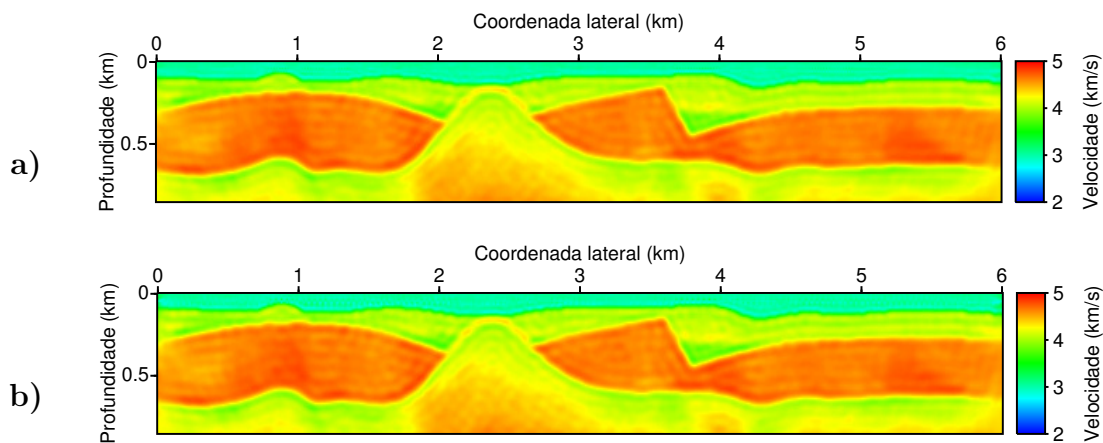 Coordenada lateral (km)
0 1 2 3 4 5 6
Profundidade (km)
0
0.5
a)
5
4
3
2
Velocidade (km/s)
Coordenada lateral (km)
0 1 2 3 4 5 6
Profundidade (km)
0
0.5
b)
5
4
3
2
Velocidade (km/s)